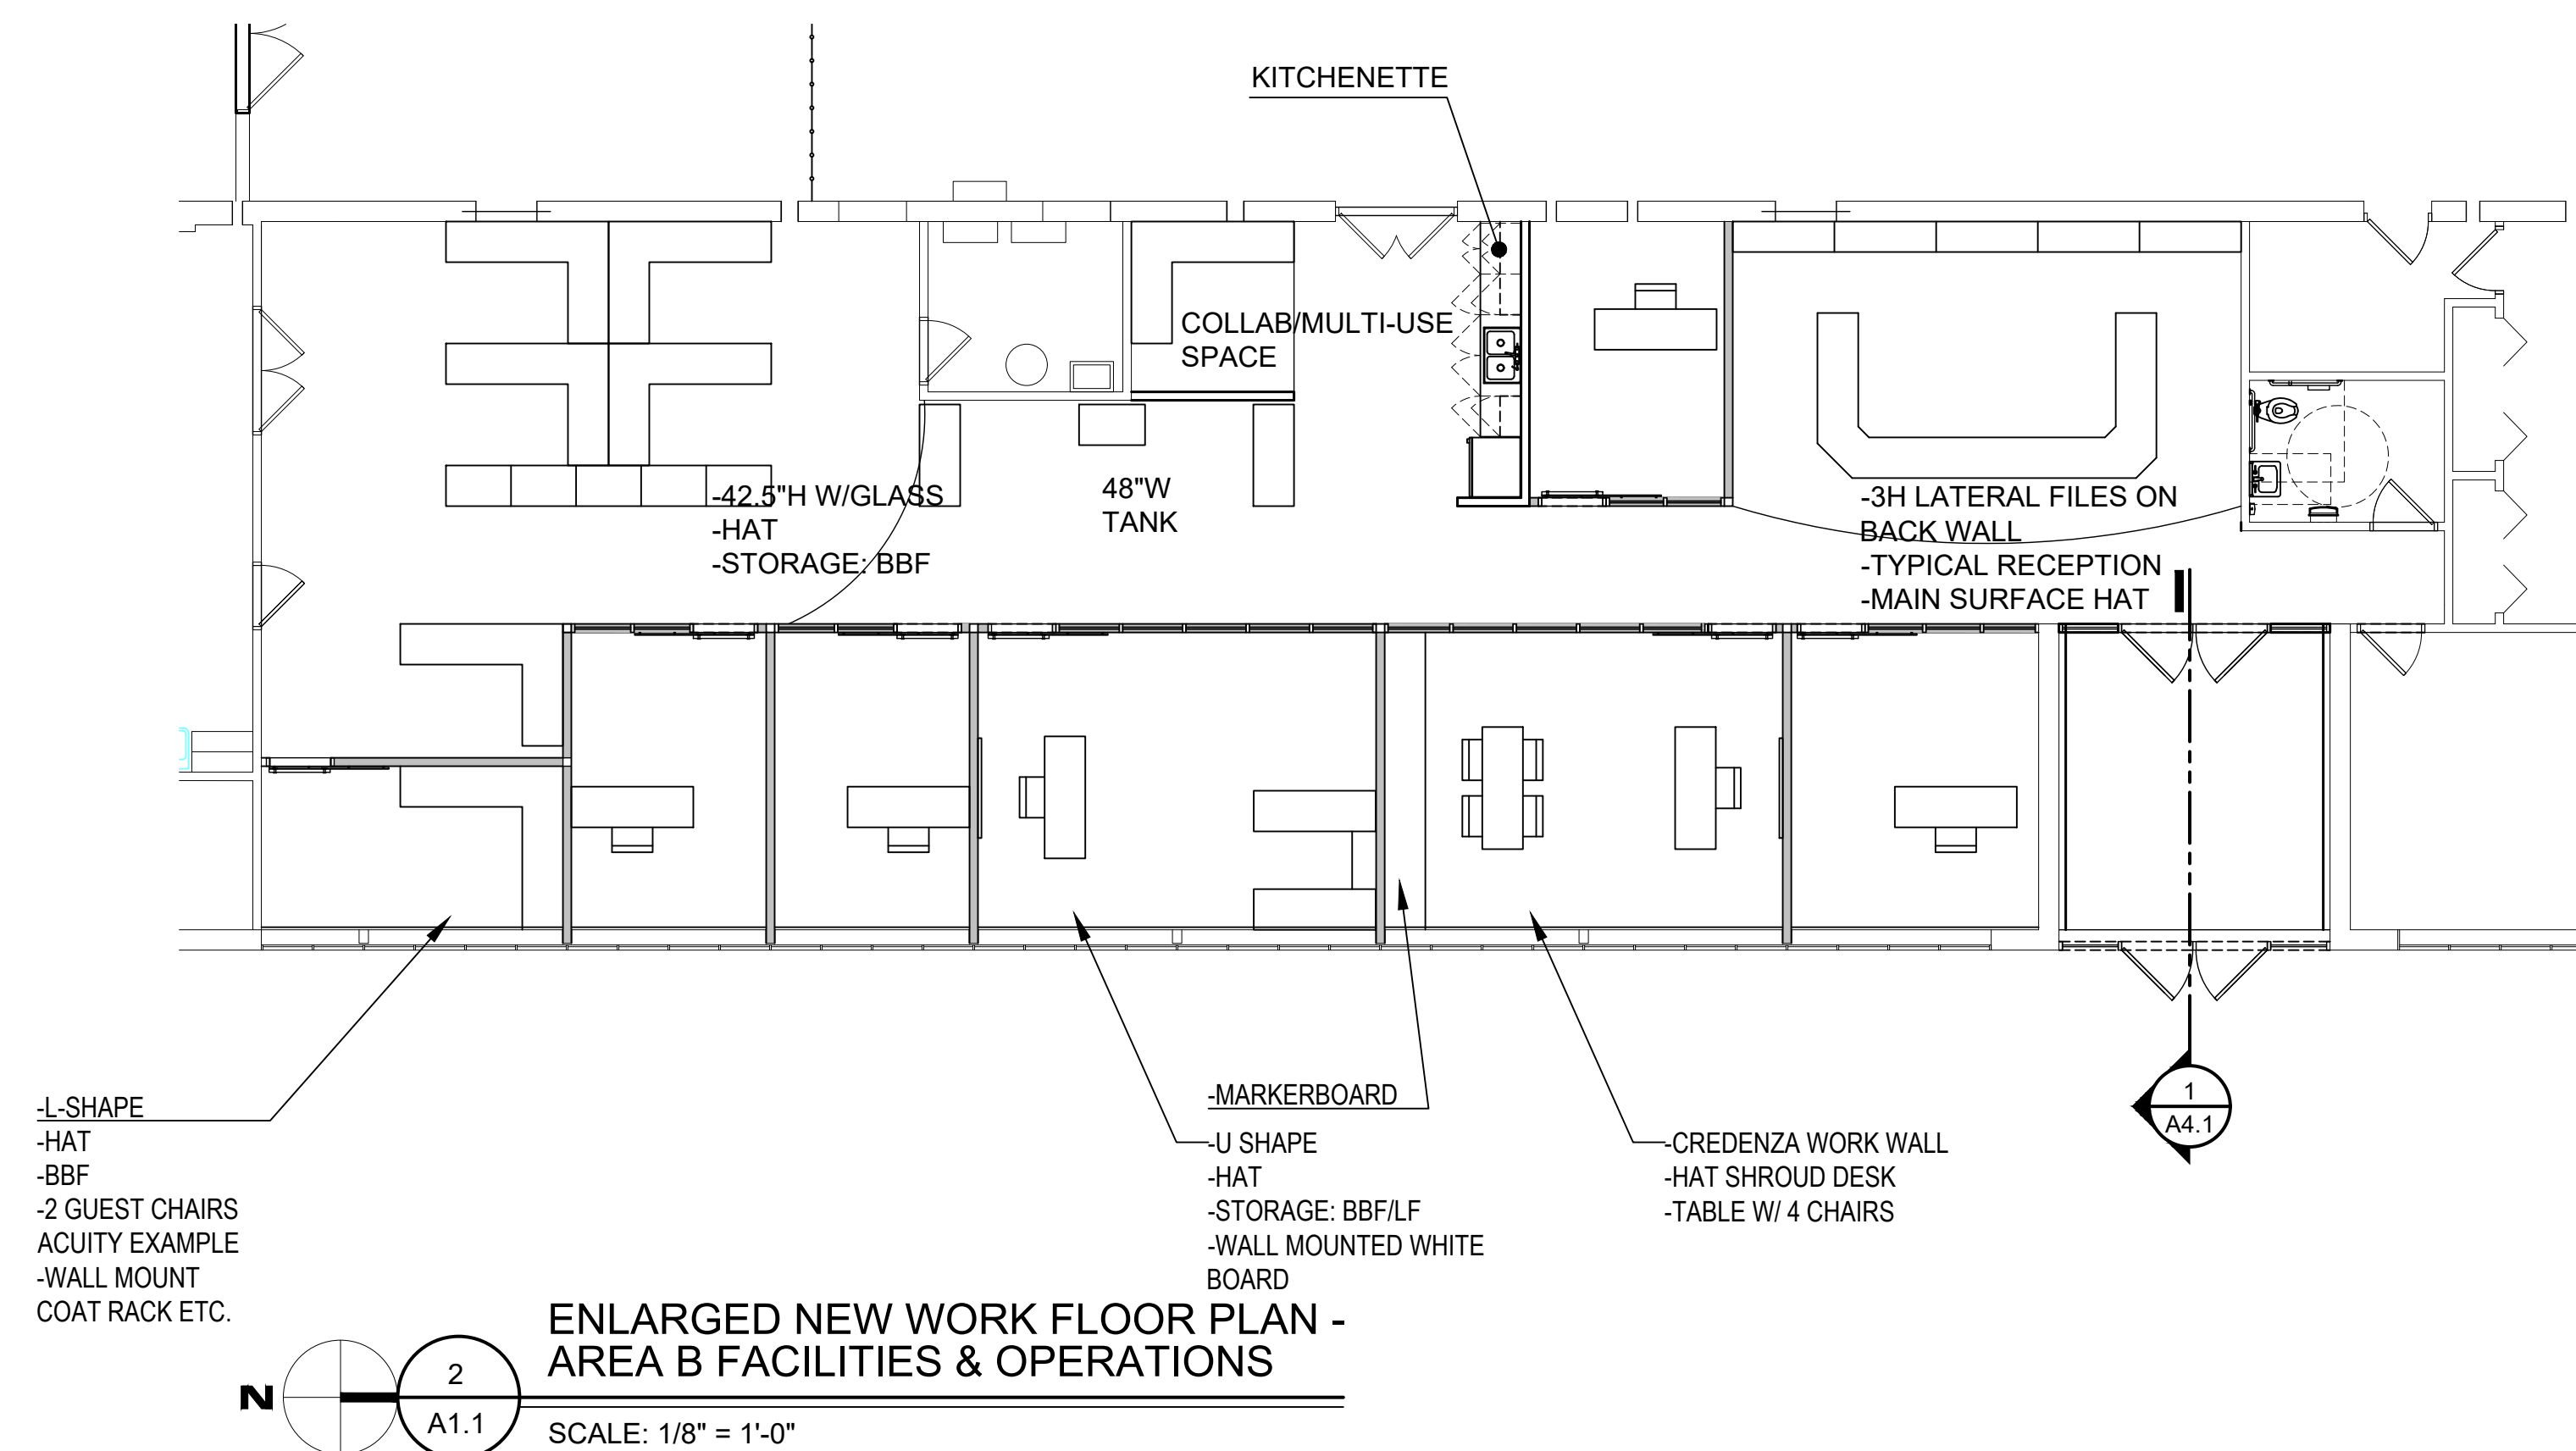 KITCHENETTE
COLLAB/MULTI-USE
SPACE
-42.5"H W/GLASS
-HAT
-STORAGE: BBF
48"W
TANK
-3H LATERAL FILES ON
BACK WALL
-TYPICAL RECEPTION
-MAIN SURFACE HAT
-L-SHAPE
-HAT
-BBF
-2 GUEST CHAIRS
ACUITY EXAMPLE
-WALL MOUNT
COAT RACK ETC.
-MARKERBOARD
-U SHAPE
-HAT
-STORAGE: BBF/LF
-WALL MOUNTED WHITE
BOARD
-CREDENZA WORK WALL
-HAT SHROUD DESK
-TABLE W/ 4 CHAIRS
1
A4.1
N
2
A1.1
ENLARGED NEW WORK FLOOR PLAN -
AREA B FACILITIES & OPERATIONS
SCALE: 1/8" = 1'-0"